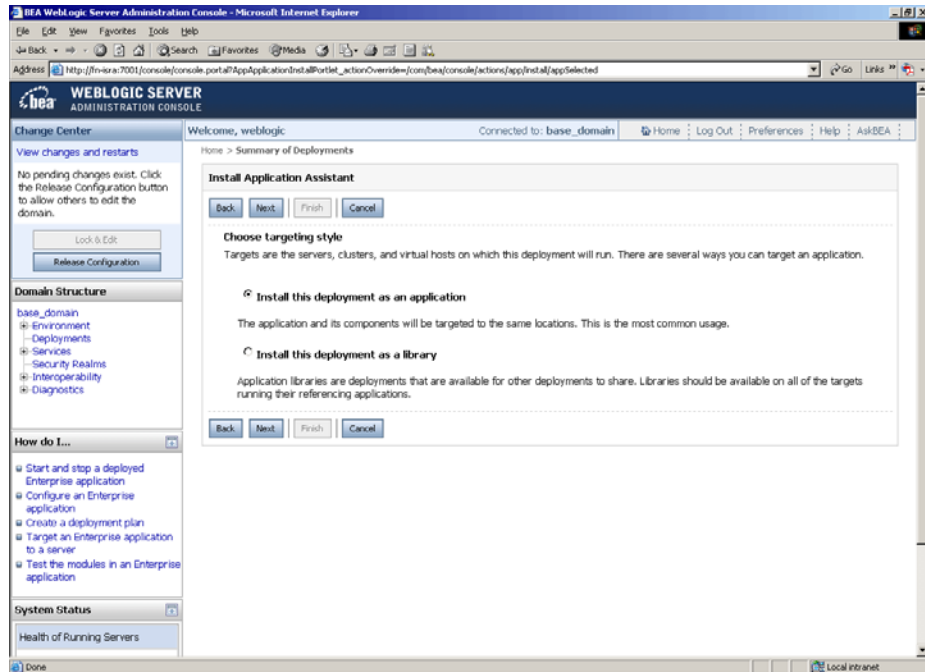 BEA WebLogic Server Administration Console - Microsoft Internet Explorer
File Edit View Favorites Tools Help
Back Search Favorites Media
Address http://fn-isra:7001/console/console.portal?AppApplicationInstallPortlet_actionOverride=/com/bea/console/actions/app/install/appSelected Go Links »
bea WEBLOGIC SERVER
ADMINISTRATION CONSOLE
Change Center
View changes and restarts
No pending changes exist. Click
the Release Configuration button
to allow others to edit the
domain.
Lock & Edit
Release Configuration
Domain Structure
base_domain
Environment
Deployments
Services
Security Realms
Interoperability
Diagnostics
How do I...
Start and stop a deployed
Enterprise application
Configure an Enterprise
application
Create a deployment plan
Target an Enterprise application
to a server
Test the modules in an Enterprise
application
System Status
Health of Running Servers
Welcome, weblogic Connected to: base_domain Home Log Out Preferences Help AskBEA
Home > Summary of Deployments
Install Application Assistant
Back Next Finish Cancel
Choose targeting style
Targets are the servers, clusters, and virtual hosts on which this deployment will run. There are several ways you can target an application.
Install this deployment as an application
The application and its components will be targeted to the same locations. This is the most common usage.
Install this deployment as a library
Application libraries are deployments that are available for other deployments to share. Libraries should be available on all of the targets
running their referencing applications.
Back Next Finish Cancel
Done Local intranet